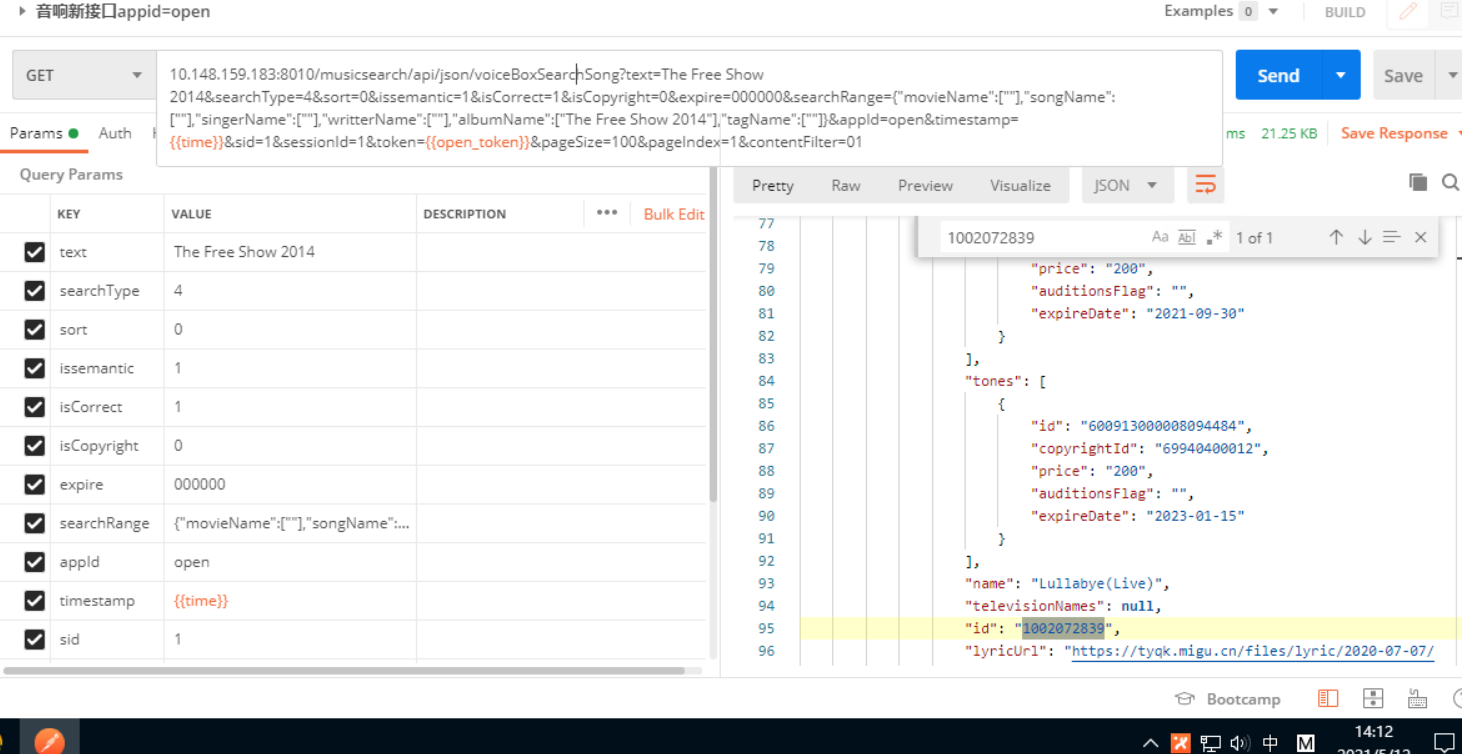 音响新接口appid=open
Examples 0
BUILD
GET
10.148.159.183:8010/musicsearch/api/json/voiceBoxSearchSong?text=The Free Show
2014&searchType=4&sort=0&issemantic=1&isCorrect=1&isCopyright=0&expire=000000&searchRange={"movieName":[""],"songName":
[""],"singerName":[""],"writterName":[""],"albumName":["The Free Show 2014"],"tagName":[""]}&appId=open&timestamp=
{{time}}&sid=1&sessionId=1&token={{open_token}}&pageSize=100&pageIndex=1&contentFilter=01
Send
Save
Params
Auth
ms 21.25 KB Save Response
Query Params
Pretty Raw Preview Visualize JSON
KEY VALUE DESCRIPTION ••• Bulk Edit
text The Free Show 2014
searchType 4
sort 0
issemantic 1
isCorrect 1
isCopyright 0
expire 000000
searchRange {"movieName":[""],"songName":...
appId open
timestamp {{time}}
sid 1
1002072839 Aa Abl .* 1 of 1
77
78
79 "price": "200",
80 "auditionsFlag": "",
81 "expireDate": "2021-09-30"
82 }
83 ],
84 "tones": [
85 {
86 "id": "600913000008094484",
87 "copyrightId": "69940400012",
88 "price": "200",
89 "auditionsFlag": "",
90 "expireDate": "2023-01-15"
91 }
92 ],
93 "name": "Lullabye(Live)",
94 "televisionNames": null,
95 "id": "1002072839",
96 "lyricUrl": "https://tyqk.migu.cn/files/lyric/2020-07-07/
Bootcamp
中 M
14:12